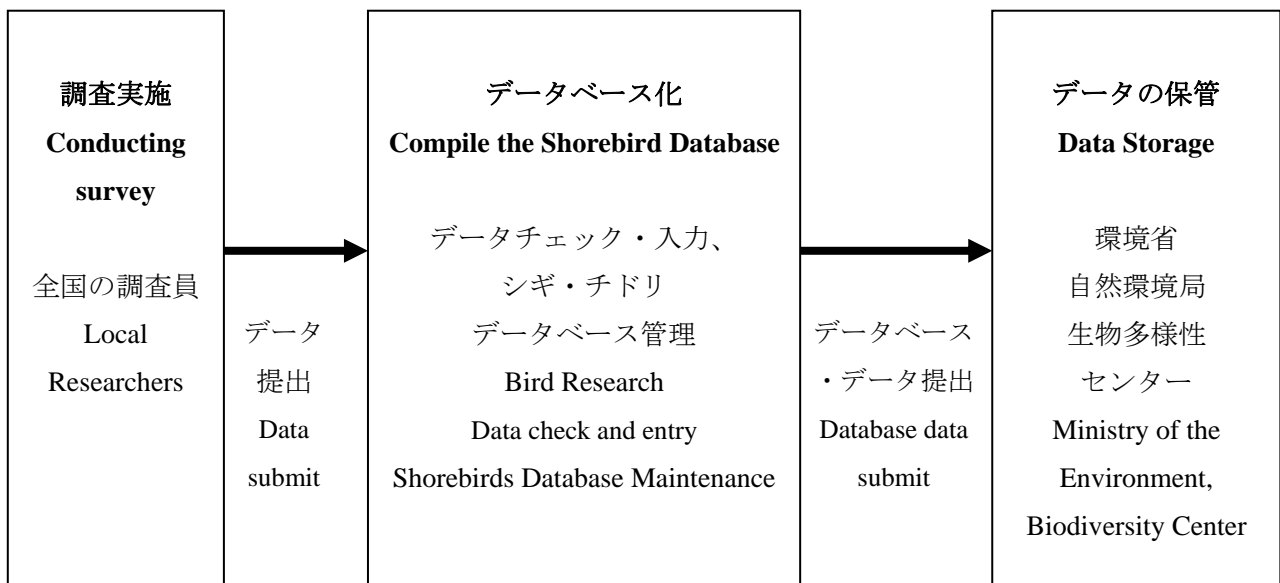 調査実施
Conducting
survey
全国の調査員
Local
Researchers
データ
提出
Data
submit
データベース化
Compile the Shorebird Database
データチェック・入力、
シギ・チドリ
データベース管理
Bird Research
Data check and entry
Shorebirds Database Maintenance
データベース
・データ提出
Database data
submit
データの保管
Data Storage
環境省
自然環境局
生物多様性
センター
Ministry of the
Environment,
Biodiversity Center